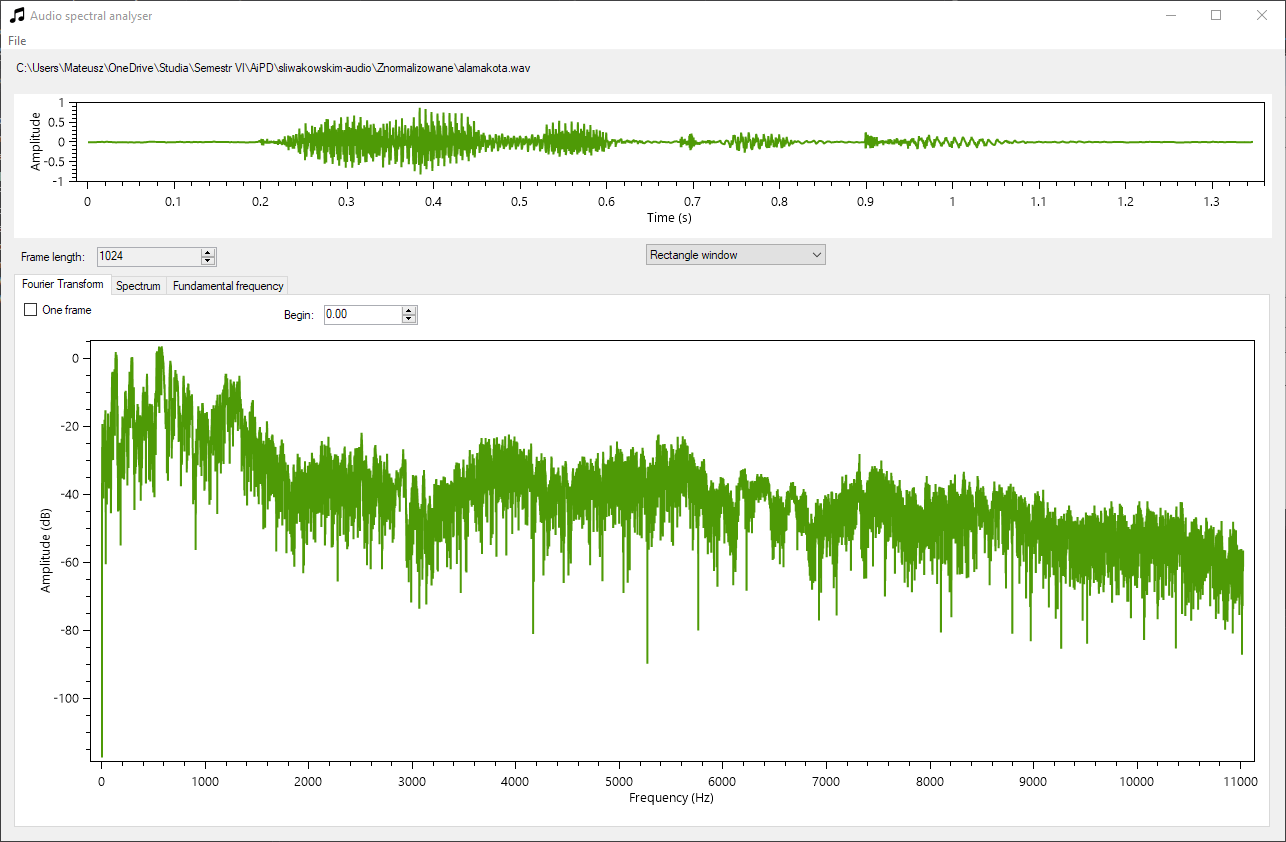 Audio spectral analyser
File
C:\Users\Mateusz\OneDrive\Studia\Semestr VI\AiPD\sliwakowskim-audio\Znormalizowane\alamakota.wav
Amplitude
1
0.5
0
-0.5
-1
0 0.1 0.2 0.3 0.4 0.5 0.6 0.7 0.8 0.9 1 1.1 1.2 1.3
Time (s)
Frame length: 1024 Rectangle window
Fourier Transform Spectrum Fundamental frequency
One frame Begin: 0.00
Amplitude (dB)
0
-20
-40
-60
-80
-100
0 1000 2000 3000 4000 5000 6000 7000 8000 9000 10000 11000
Frequency (Hz)